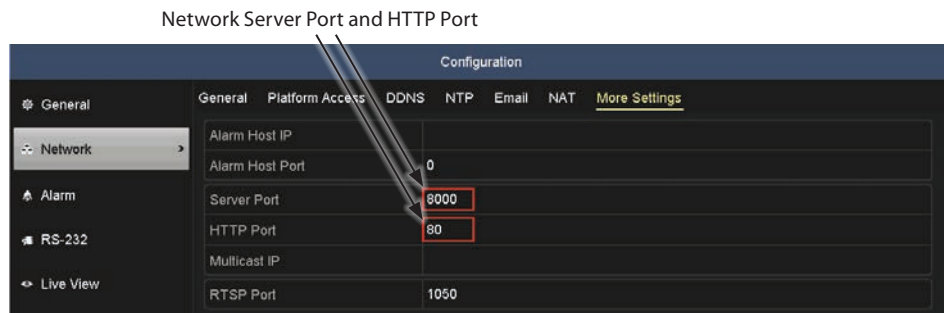 Network Server Port and HTTP Port
Configuration
General
Network
Alarm
RS-232
Live View
General Platform Access DDNS NTP Email NAT More Settings
Alarm Host IP
Alarm Host Port 0
Server Port 8000
HTTP Port 80
Multicast IP
RTSP Port 1050